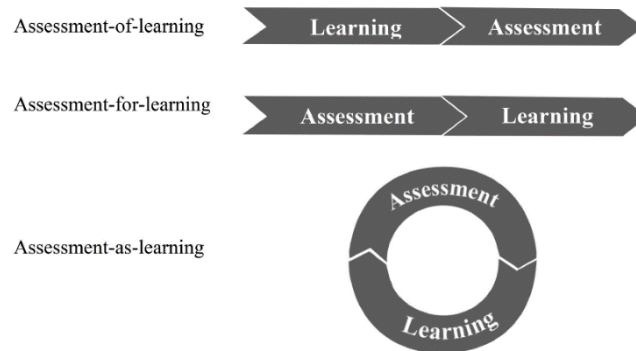 Assessment-of-learning
Learning Assessment
Assessment-for-learning
Assessment Learning
Assessment
Assessment-as-learning
Learning